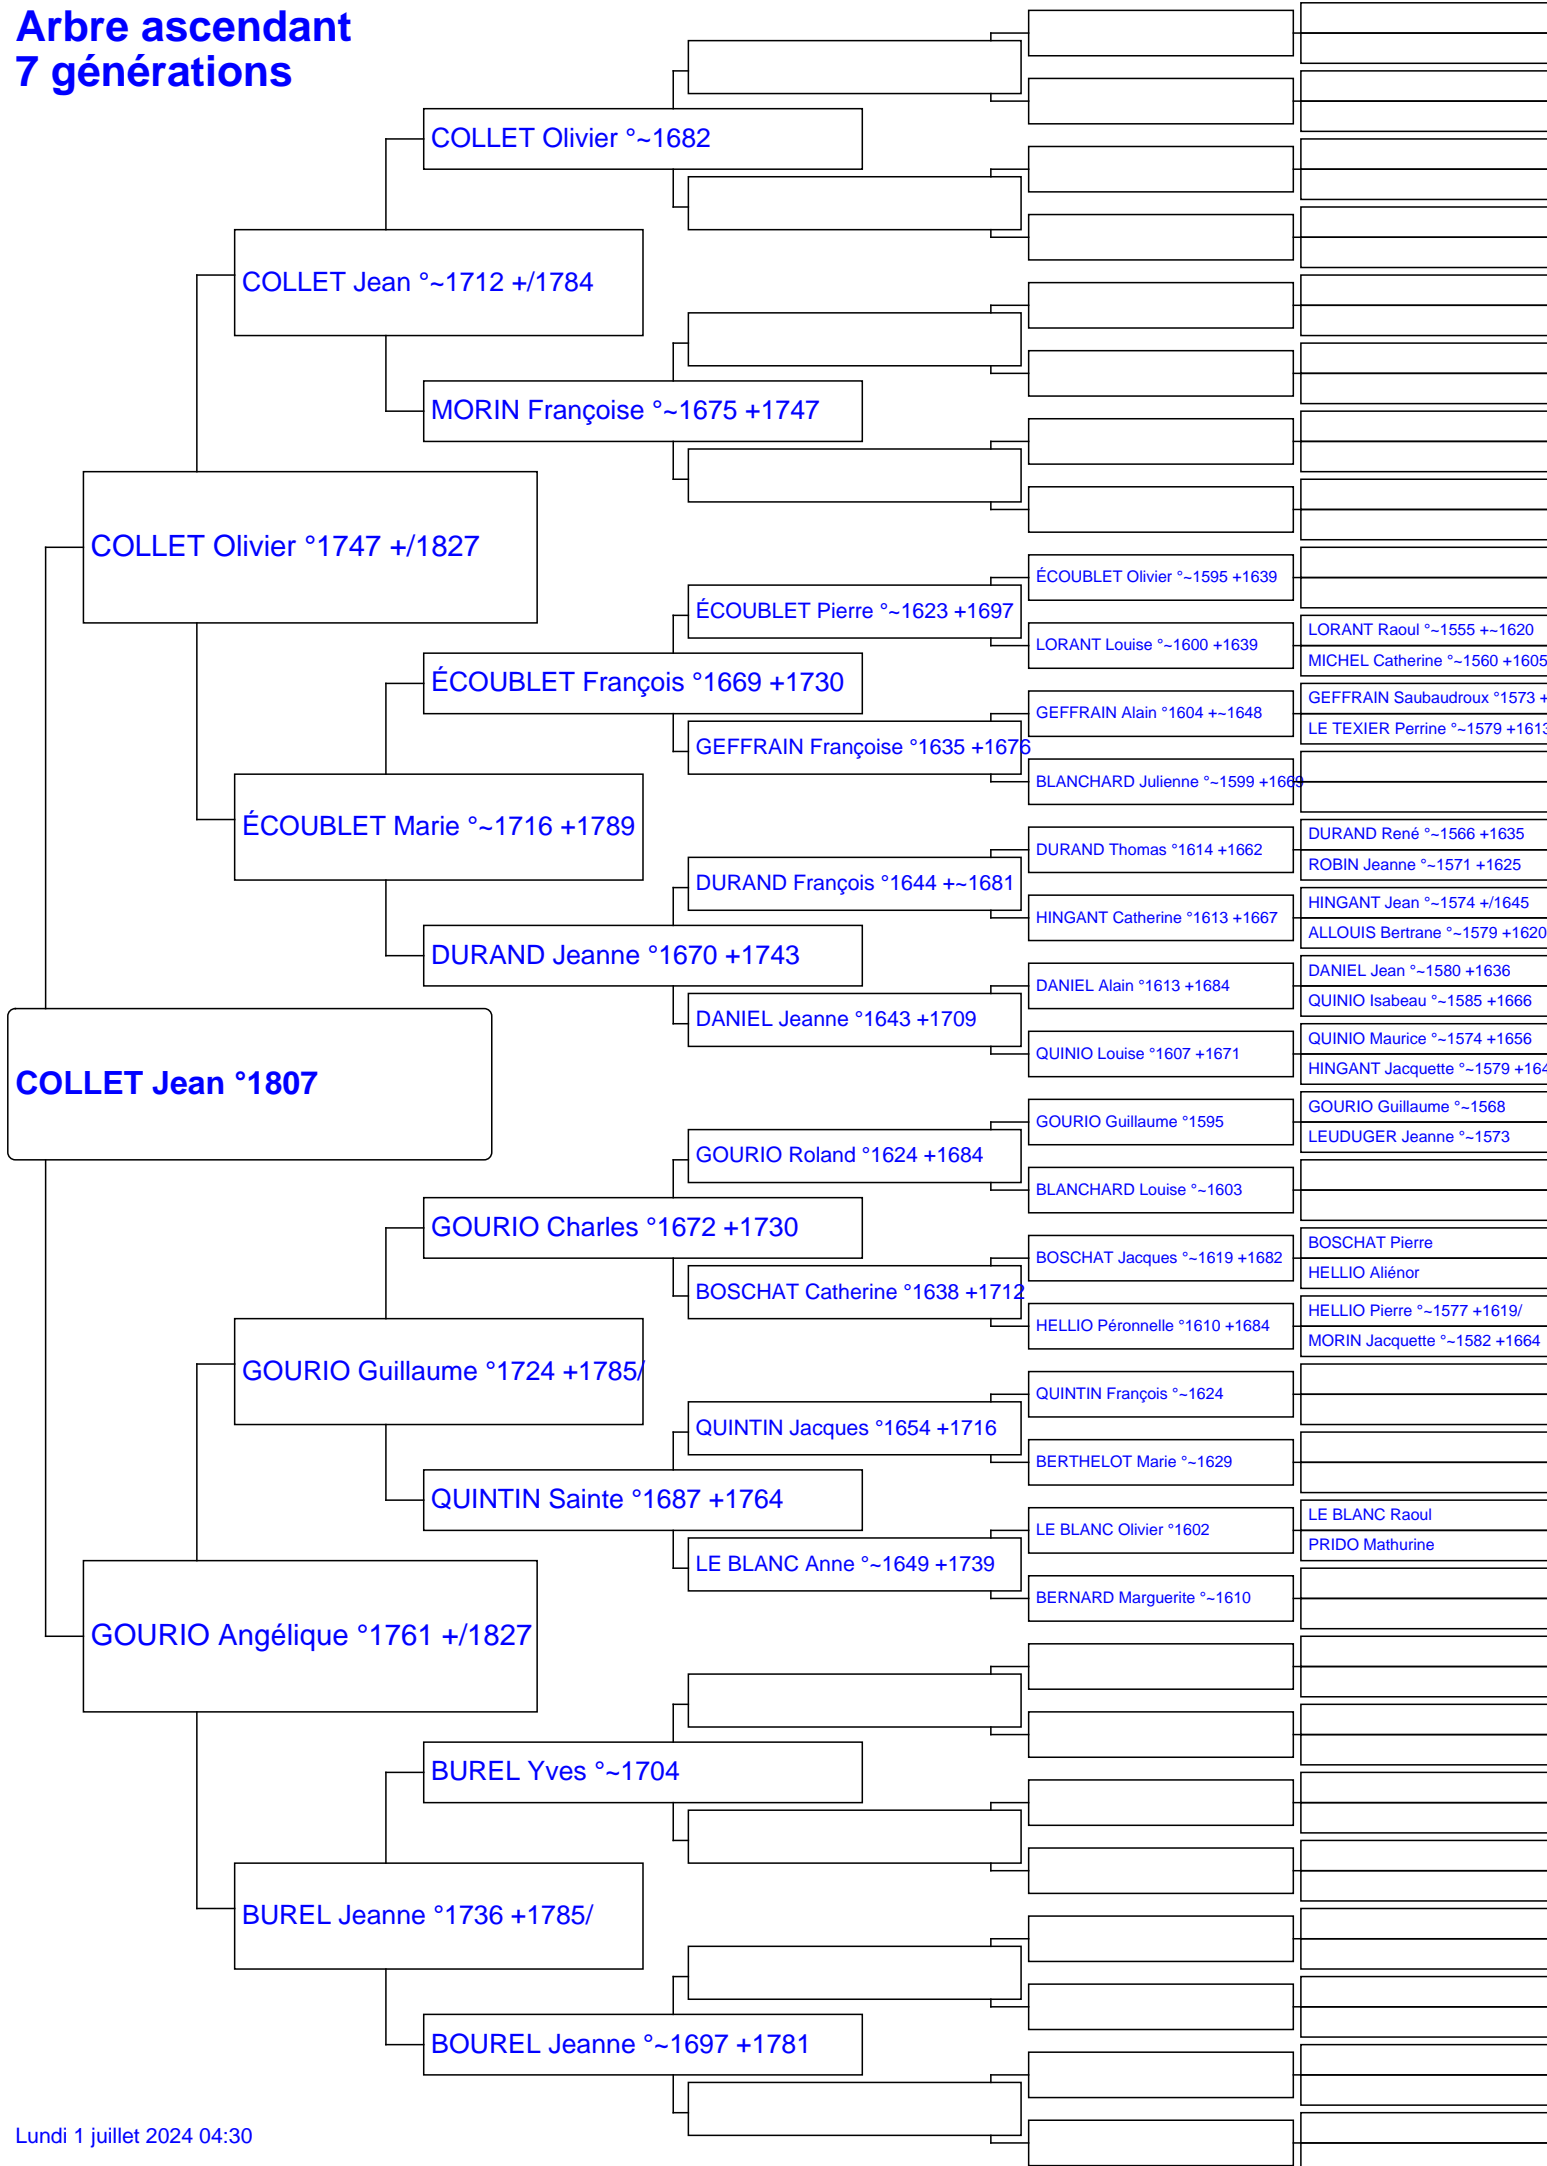 Arbre ascendant
7 générations
COLLET Jean °1807
COLLET Olivier °1747 +/1827
GOURIO Angélique °1761 +/1827
COLLET Jean °~1712 +/1784
ÉCOUBLET Marie °~1716 +1789
GOURIO Guillaume °1724 +1785/
BUREL Jeanne °1736 +1785/
COLLET Olivier °~1682
MORIN Françoise °~1675 +1747
ÉCOUBLET François °1669 +1730
DURAND Jeanne °1670 +1743
GOURIO Charles °1672 +1730
QUINTIN Sainte °1687 +1764
BUREL Yves °~1704
BOUREL Jeanne °~1697 +1781
ÉCOUBLET Pierre °~1623 +1697
GEFFRAIN Françoise °1635 +1676
DURAND François °1644 +~1681
DANIEL Jeanne °1643 +1709
GOURIO Roland °1624 +1684
BOSCHAT Catherine °1638 +1712
QUINTIN Jacques °1654 +1716
LE BLANC Anne °~1649 +1739
ÉCOUBLET Olivier °~1595 +1639
LORANT Louise °~1600 +1639
GEFFRAIN Alain °1604 +~1648
BLANCHARD Julienne °~1599 +1669
DURAND Thomas °1614 +1662
HINGANT Catherine °1613 +1667
DANIEL Alain °1613 +1684
QUINIO Louise °1607 +1671
GOURIO Guillaume °1595
BLANCHARD Louise °~1603
BOSCHAT Jacques °~1619 +1682
HELLIO Péronnelle °1610 +1684
QUINTIN François °~1624
BERTHELOT Marie °~1629
LE BLANC Olivier °1602
BERNARD Marguerite °~1610
LORANT Raoul °~1555 +~1620
MICHEL Catherine °~1560 +1605
GEFFRAIN Saubaudroux °1573 +
LE TEXIER Perrine °~1579 +1613
DURAND René °~1566 +1635
ROBIN Jeanne °~1571 +1625
HINGANT Jean °~1574 +/1645
ALLOUIS Bertrane °~1579 +1620
DANIEL Jean °~1580 +1636
QUINIO Isabeau °~1585 +1666
QUINIO Maurice °~1574 +1656
HINGANT Jacquette °~1579 +164
GOURIO Guillaume °~1568
LEUDUGER Jeanne °~1573
BOSCHAT Pierre
HELLIO Aliénor
HELLIO Pierre °~1577 +1619/
MORIN Jacquette °~1582 +1664
LE BLANC Raoul
PRIDO Mathurine
Lundi 1 juillet 2024 04:30